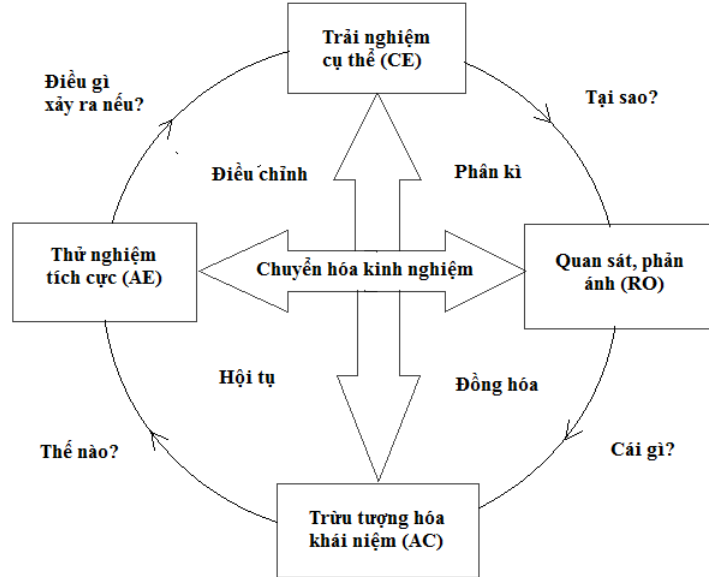 Trải nghiệm
cụ thể (CE)
Điều gì
xảy ra nếu?
Tại sao?
Điều chỉnh
Phân kì
Thử nghiệm
tích cực (AE)
Chuyển hóa kinh nghiệm
Quan sát, phản
ánh (RO)
Hội tụ
Đồng hóa
Thế nào?
Cái gì?
Trừu tượng hóa
khái niệm (AC)